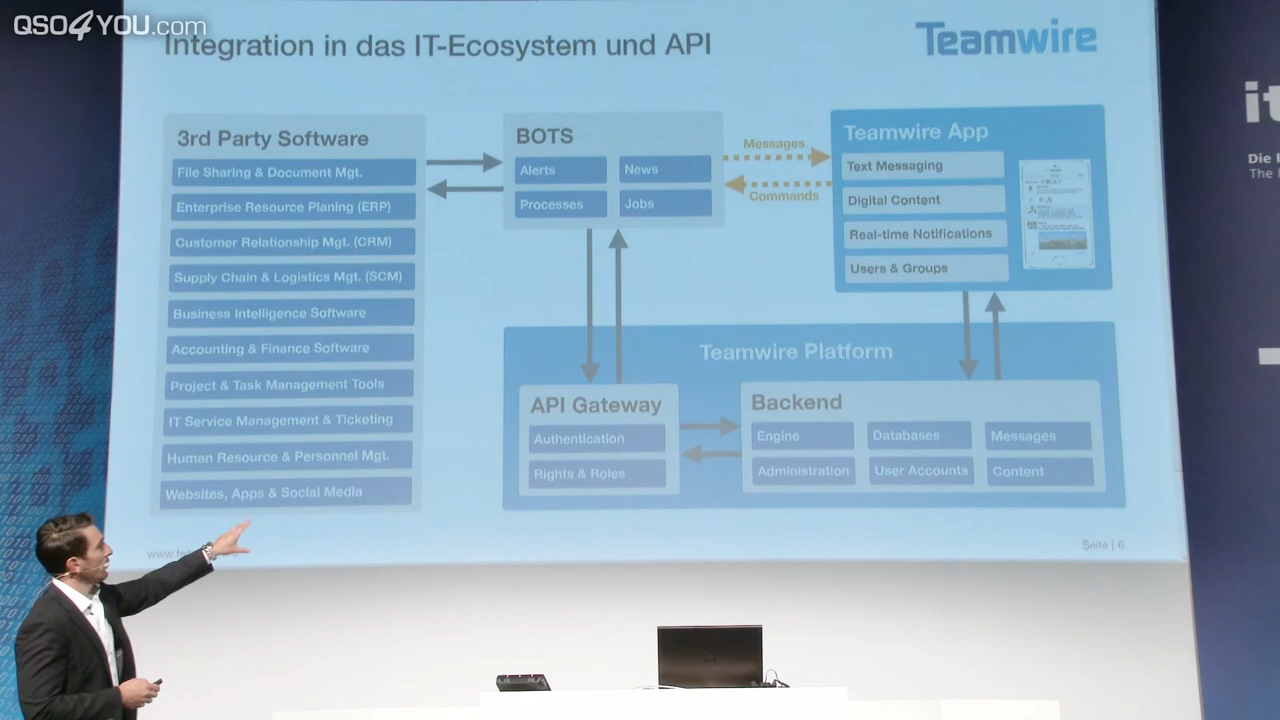 QSO4YOU.com
Integration in das IT-Ecosystem und API
Teamwire
3rd Party Software
File Sharing & Document Mgt.
Enterprise Resource Planing (ERP)
Customer Relationship Mgt. (CRM)
Supply Chain & Logistics Mgt. (SCM)
Business Intelligence Software
Accounting & Finance Software
Project & Task Management Tools
IT Service Management & Ticketing
Human Resource & Personnel Mgt.
Websites, Apps & Social Media
BOTS
Alerts
News
Processes
Jobs
Messages
Commands
Teamwire App
Text Messaging
Digital Content
Real-time Notifications
Users & Groups
Teamwire Platform
API Gateway
Authentication
Rights & Roles
Backend
Engine
Databases
Messages
Administration
User Accounts
Content
Seite | 6
it
Die
The